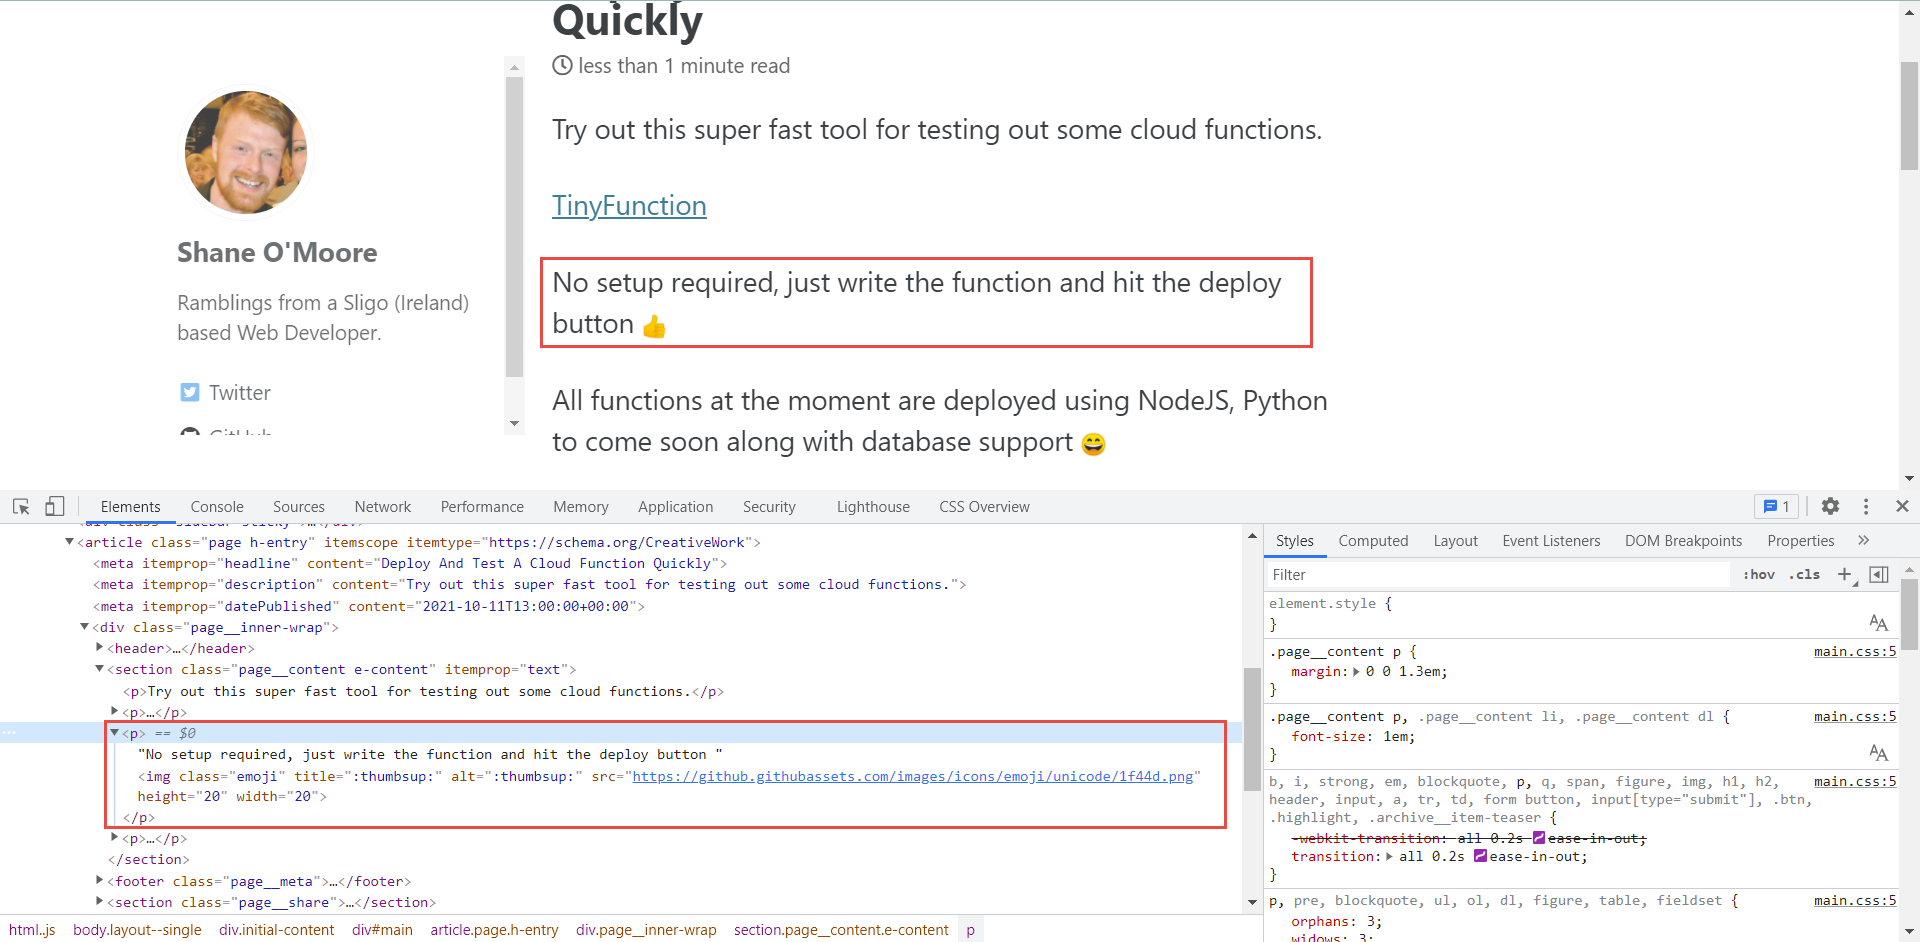 Quickly
less than 1 minute read
Try out this super fast tool for testing out some cloud functions.
TinyFunction
No setup required, just write the function and hit the deploy
button 👍
All functions at the moment are deployed using NodeJS, Python
to come soon along with database support 😄
Shane O'Moore
Ramblings from a Sligo (Ireland)
based Web Developer.
Twitter
GitHub
Elements Console Sources Network Performance Memory Application Security Lighthouse CSS Overview 1
<div class="sidebar sticky">…</div>
<article class="page h-entry" itemscope itemtype="https://schema.org/CreativeWork">
<meta itemprop="headline" content="Deploy And Test A Cloud Function Quickly">
<meta itemprop="description" content="Try out this super fast tool for testing out some cloud functions.">
<meta itemprop="datePublished" content="2021-10-11T13:00:00+00:00">
<div class="page__inner-wrap">
<header>…</header>
<section class="page__content e-content" itemprop="text">
<p>Try out this super fast tool for testing out some cloud functions.</p>
<p>…</p>
<p> == $0
"No setup required, just write the function and hit the deploy button "
<img class="emoji" title=":thumbsup:" alt=":thumbsup:" src="https://github.githubassets.com/images/icons/emoji/unicode/1f44d.png"
height="20" width="20">
</p>
<p>…</p>
</section>
<footer class="page__meta">…</footer>
<section class="page__share">…</section>
html.js body.layout--single div.initial-content div#main article.page.h-entry div.page__inner-wrap section.page__content.e-content p
Styles Computed Layout Event Listeners DOM Breakpoints Properties »
Filter :hov .cls +
element.style {
}
.page__content p { main.css:5
margin: 0 0 1.3em;
}
.page__content p, .page__content li, .page__content dl { main.css:5
font-size: 1em;
}
b, i, strong, em, blockquote, p, q, span, figure, img, h1, h2, main.css:5
header, input, a, tr, td, form button, input[type="submit"], .btn,
.highlight, .archive__item-teaser {
-webkit-transition: all 0.2s ease-in-out;
transition: all 0.2s ease-in-out;
}
p, pre, blockquote, ul, ol, dl, figure, table, fieldset { main.css:5
orphans: 3;
widows: 3;